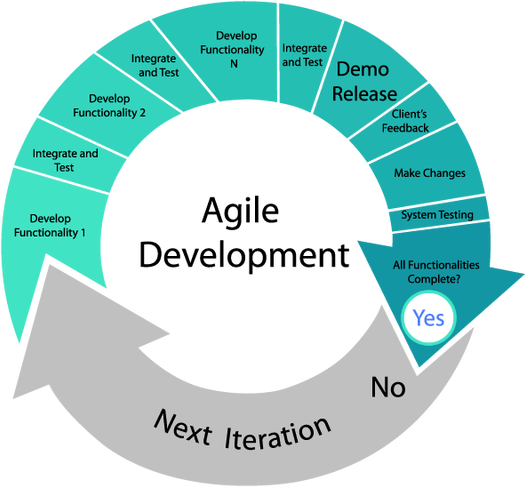 Develop
Functionality 1
Integrate and
Test
Develop
Functionality 2
Integrate
and Test
Develop
Functionality
N
Integrate
and Test
Demo
Release
Client's
Feedback
Make Changes
System Testing
All Functionalities
Complete?
Yes
No
Next Iteration
Agile
Development